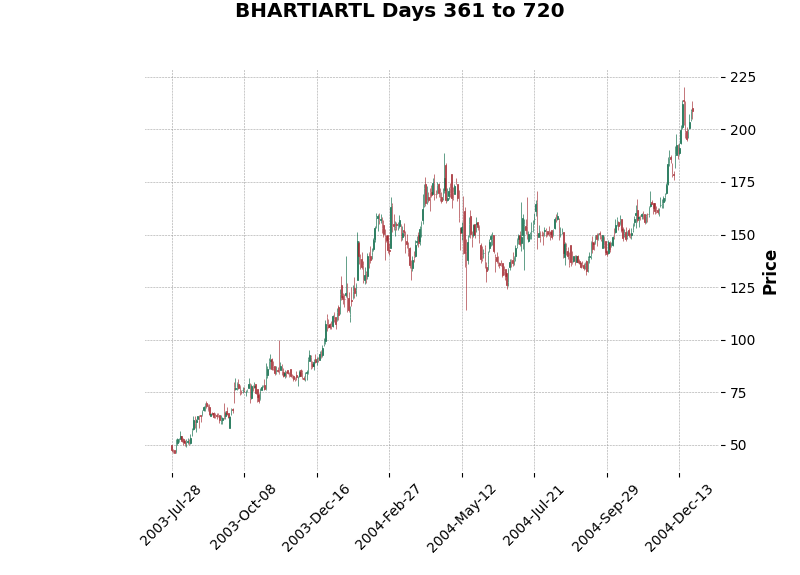 BHARTIARTL Days 361 to 720
225
200
175
150
125
100
75
50
Price
2003-Jul-28
2003-Oct-08
2003-Dec-16
2004-Feb-27
2004-May-12
2004-Jul-21
2004-Sep-29
2004-Dec-13